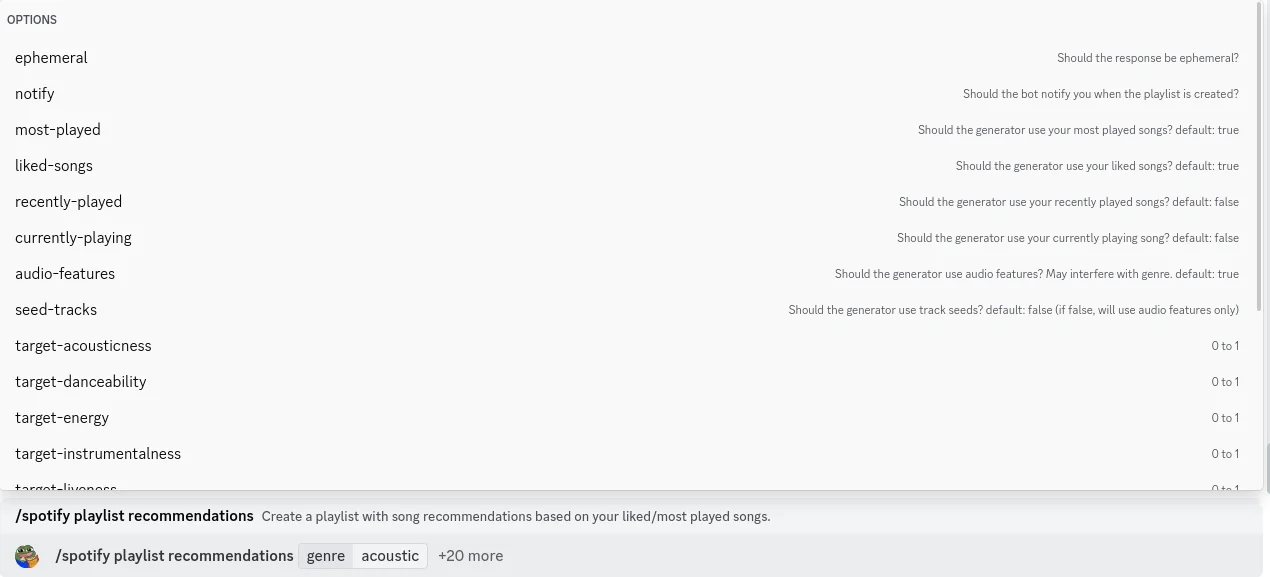 OPTIONS
ephemeral Should the response be ephemeral?
notify Should the bot notify you when the playlist is created?
most-played Should the generator use your most played songs? default: true
liked-songs Should the generator use your liked songs? default: true
recently-played Should the generator use your recently played songs? default: false
currently-playing Should the generator use your currently playing song? default: false
audio-features Should the generator use audio features? May interfere with genre. default: true
seed-tracks Should the generator use track seeds? default: false (if false, will use audio features only)
target-acousticness 0 to 1
target-danceability 0 to 1
target-energy 0 to 1
target-instrumentalness 0 to 1
target-liveness 0 to 1
/spotify playlist recommendations Create a playlist with song recommendations based on your liked/most played songs.
/spotify playlist recommendations genre acoustic +20 more